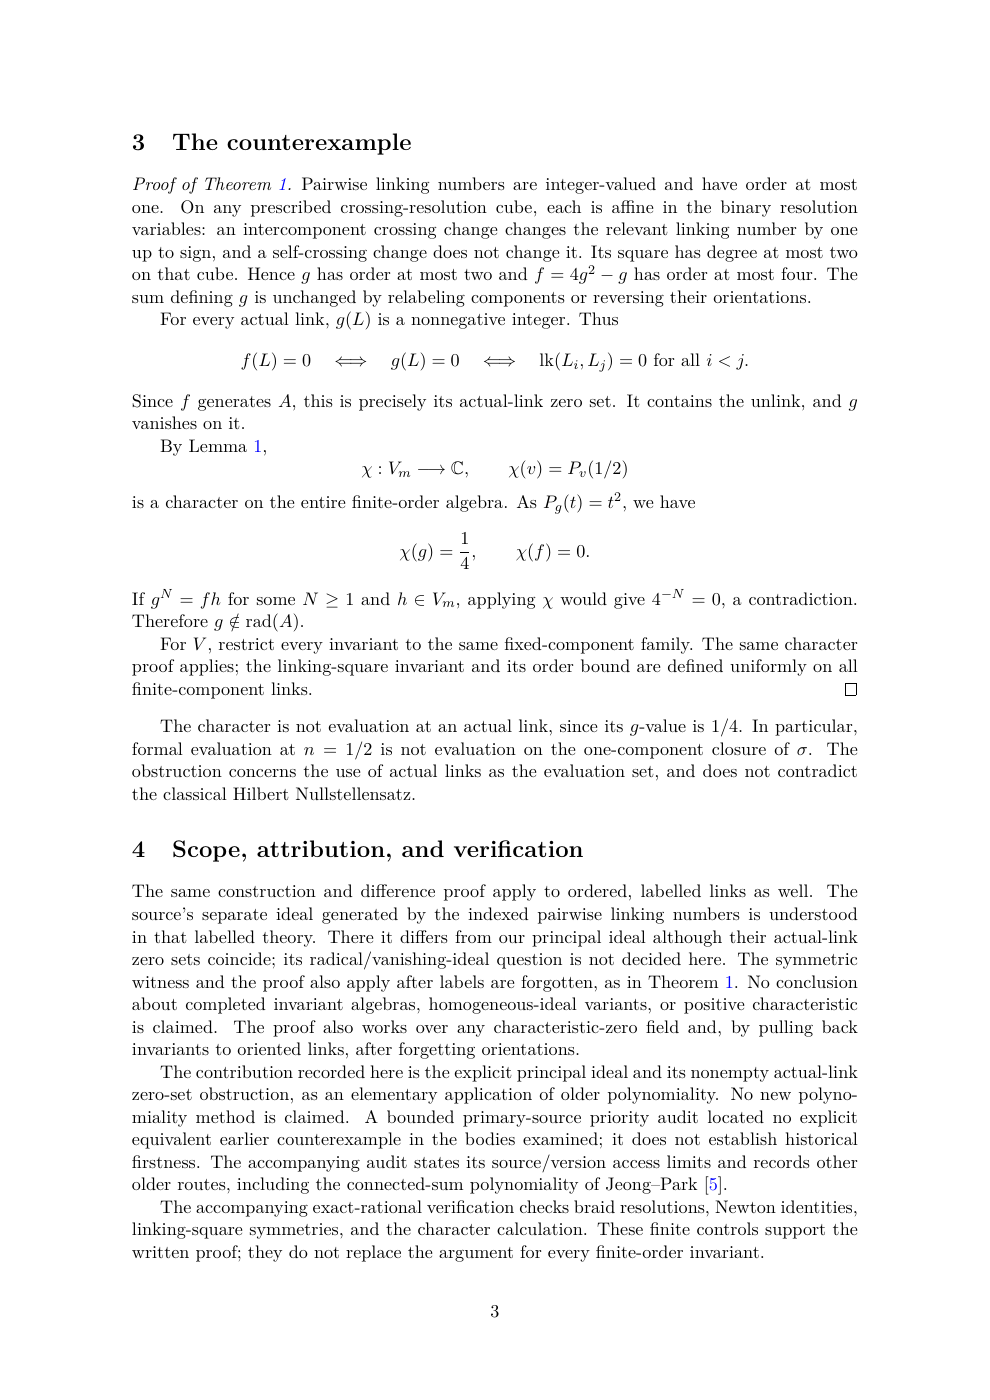 3 The counterexample
Proof of Theorem 1. Pairwise linking numbers are integer-valued and have order at most
one. On any prescribed crossing-resolution cube, each is affine in the binary resolution
variables: an intercomponent crossing change changes the relevant linking number by one
up to sign, and a self-crossing change does not change it. Its square has degree at most two
on that cube. Hence g has order at most two and f = 4g² − g has order at most four. The
sum defining g is unchanged by relabeling components or reversing their orientations.
For every actual link, g(L) is a nonnegative integer. Thus
f(L) = 0 ⟺ g(L) = 0 ⟺ lk(Lᵢ, Lⱼ) = 0 for all i < j.
Since f generates A, this is precisely its actual-link zero set. It contains the unlink, and g
vanishes on it.
By Lemma 1,
χ : Vₘ ⟶ ℂ, χ(v) = Pᵥ(1/2)
is a character on the entire finite-order algebra. As P_g(t) = t², we have
χ(g) = 1/4, χ(f) = 0.
If gᴺ = fh for some N ≥ 1 and h ∈ Vₘ, applying χ would give 4⁻ᴺ = 0, a contradiction.
Therefore g ∉ rad(A).
For V, restrict every invariant to the same fixed-component family. The same character
proof applies; the linking-square invariant and its order bound are defined uniformly on all
finite-component links. □
The character is not evaluation at an actual link, since its g-value is 1/4. In particular,
formal evaluation at n = 1/2 is not evaluation on the one-component closure of σ. The
obstruction concerns the use of actual links as the evaluation set, and does not contradict
the classical Hilbert Nullstellensatz.
4 Scope, attribution, and verification
The same construction and difference proof apply to ordered, labelled links as well. The
source's separate ideal generated by the indexed pairwise linking numbers is understood
in that labelled theory. There it differs from our principal ideal although their actual-link
zero sets coincide; its radical/vanishing-ideal question is not decided here. The symmetric
witness and the proof also apply after labels are forgotten, as in Theorem 1. No conclusion
about completed invariant algebras, homogeneous-ideal variants, or positive characteristic
is claimed. The proof also works over any characteristic-zero field and, by pulling back
invariants to oriented links, after forgetting orientations.
The contribution recorded here is the explicit principal ideal and its nonempty actual-link
zero-set obstruction, as an elementary application of older polynomiality. No new polyno-
miality method is claimed. A bounded primary-source priority audit located no explicit
equivalent earlier counterexample in the bodies examined; it does not establish historical
firstness. The accompanying audit states its source/version access limits and records other
older routes, including the connected-sum polynomiality of Jeong–Park [5].
The accompanying exact-rational verification checks braid resolutions, Newton identities,
linking-square symmetries, and the character calculation. These finite controls support the
written proof; they do not replace the argument for every finite-order invariant.
3